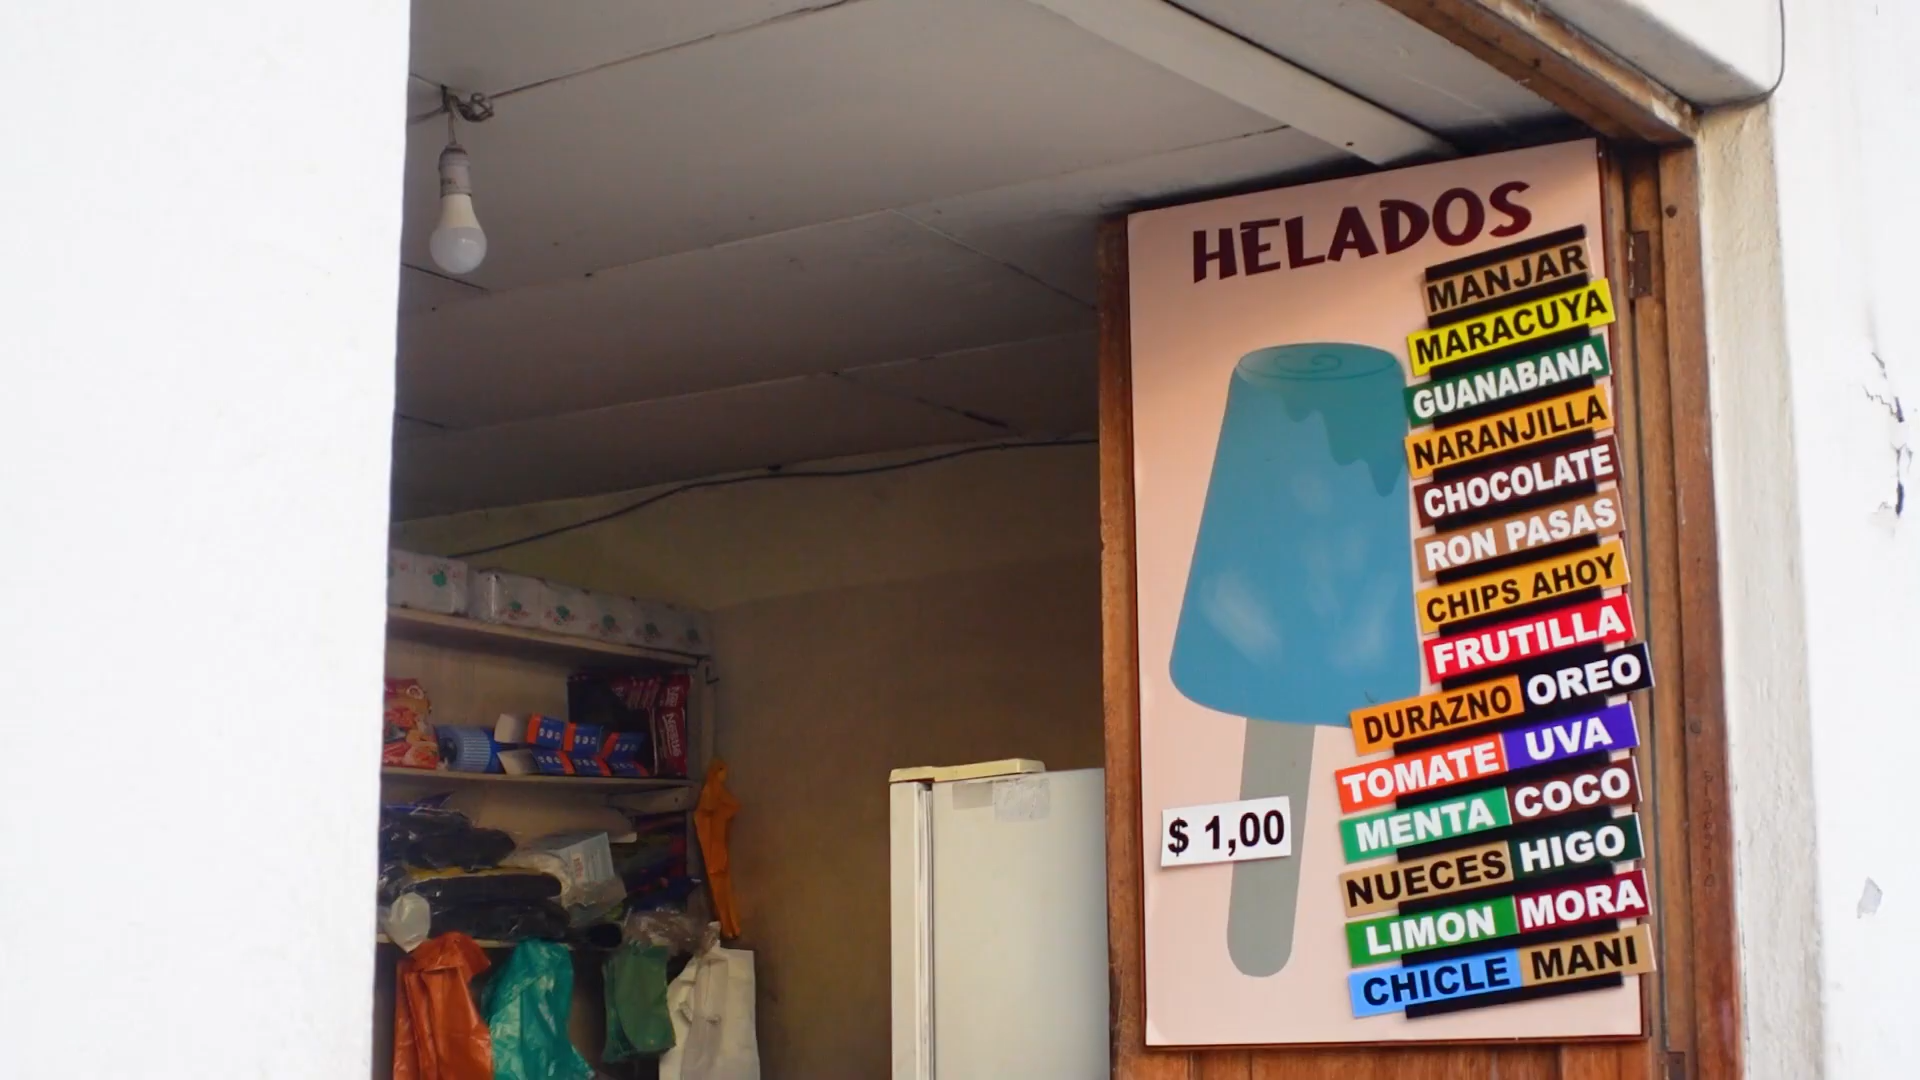 HELADOS
MANJAR
MARACUYA
GUANABANA
NARANJILLA
CHOCOLATE
RON PASAS
CHIPS AHOY
FRUTILLA
DURAZNO OREO
TOMATE UVA
MENTA COCO
$ 1,00
NUECES HIGO
LIMON MORA
CHICLE MANI
NESTLE